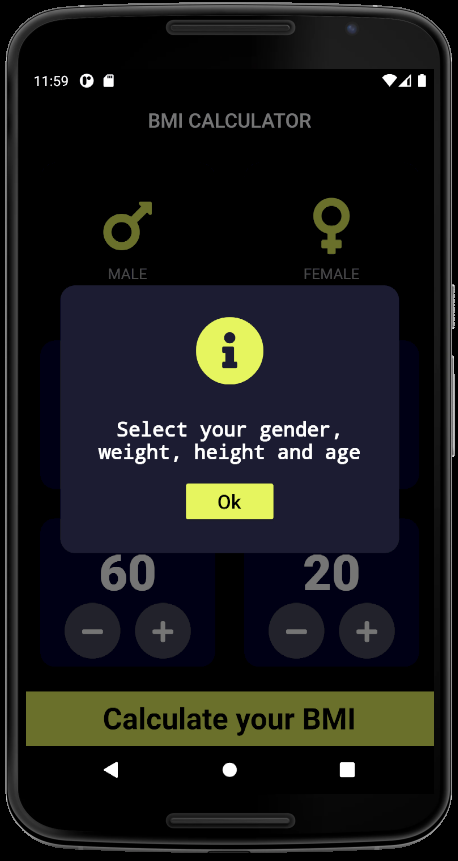 11:59
BMI CALCULATOR
MALE
FEMALE
Select your gender,
weight, height and age
Ok
60
20
Calculate your BMI